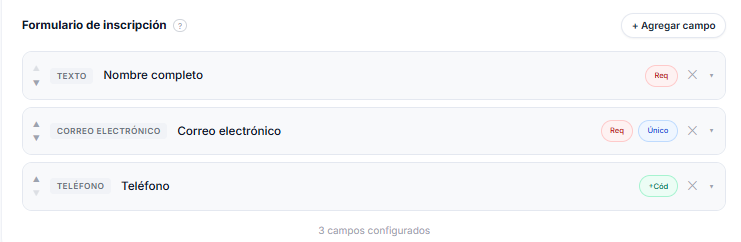 Formulario de inscripción ?
+ Agregar campo
TEXTO Nombre completo Req
CORREO ELECTRÓNICO Correo electrónico Req Único
TELÉFONO Teléfono +Cód
3 campos configurados